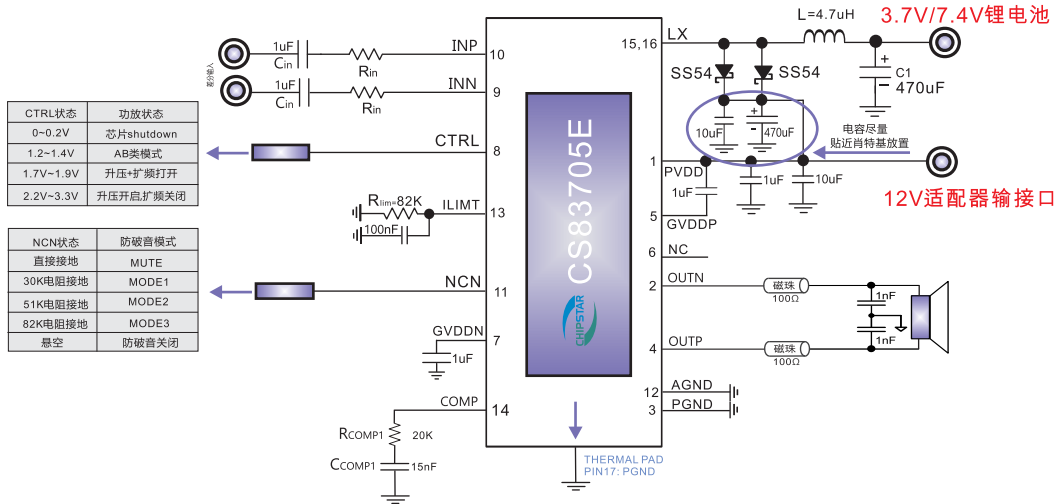 L=4.7uH
3.7V/7.4V锂电池
LX
15,16
SS54
SS54
C1
470uF
+
-
10uF
+
-
470uF
电容尽量
贴近肖特基放置
1
PVDD
1uF
1uF
10uF
12V适配器输接口
5
GVDDP
6
NC
2
OUTN
磁珠
100Ω
1nF
1nF
4
OUTP
磁珠
100Ω
12
AGND
3
PGND
差分输入
1uF
Cin
Rin
INP
10
1uF
Cin
Rin
INN
9
CTRL状态 功放状态
0~0.2V 芯片shutdown
1.2~1.4V AB类模式
1.7V~1.9V 升压+扩频打开
2.2V~3.3V 升压开启,扩频关闭
CTRL
8
Rlim=82K
ILIMT
13
100nF
NCN状态 防破音模式
直接接地 MUTE
30K电阻接地 MODE1
51K电阻接地 MODE2
82K电阻接地 MODE3
悬空 防破音关闭
NCN
11
GVDDN
7
1uF
COMP
14
RCOMP1
20K
CCOMP1
15nF
CS83705E
CHIPSTAR
THERMAL PAD
PIN17: PGND